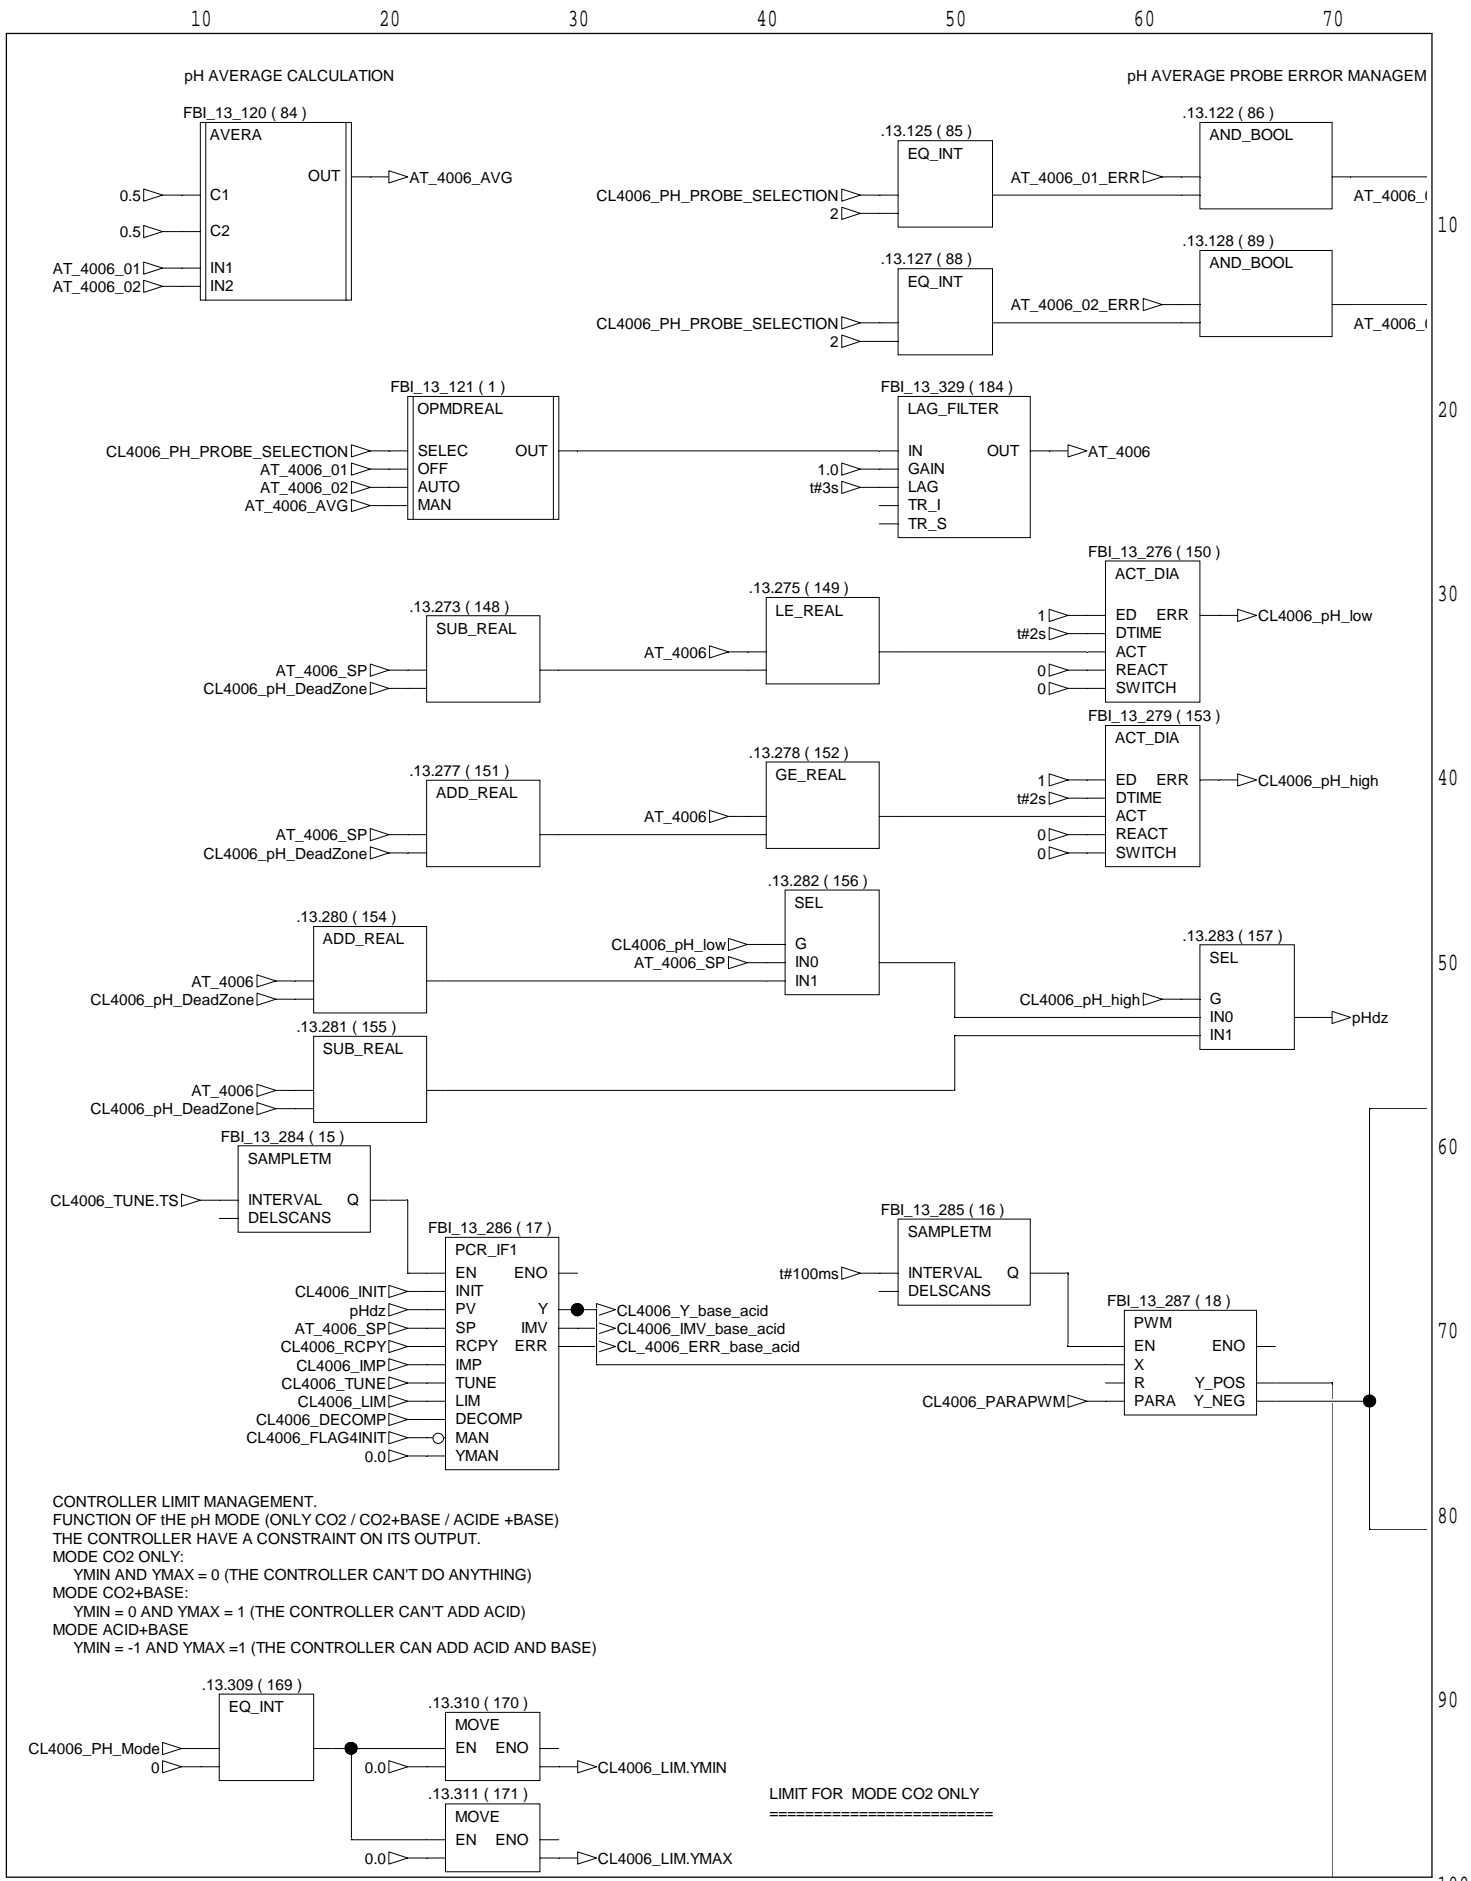 10 20 30 40 50 60 70
pH AVERAGE CALCULATION
pH AVERAGE PROBE ERROR MANAGEM
FBI_13_120 ( 84 )
AVERA
OUT
AT_4006_AVG
0.5 C1
0.5 C2
AT_4006_01 IN1
AT_4006_02 IN2
.13.125 ( 85 )
EQ_INT
CL4006_PH_PROBE_SELECTION
2
.13.122 ( 86 )
AND_BOOL
AT_4006_01_ERR
AT_4006_
10
.13.127 ( 88 )
EQ_INT
CL4006_PH_PROBE_SELECTION
2
.13.128 ( 89 )
AND_BOOL
AT_4006_02_ERR
AT_4006_
FBI_13_121 ( 1 )
OPMDREAL
CL4006_PH_PROBE_SELECTION SELEC OUT
AT_4006_01 OFF
AT_4006_02 AUTO
AT_4006_AVG MAN
FBI_13_329 ( 184 )
LAG_FILTER
IN OUT AT_4006
1.0 GAIN
t#3s LAG
TR_I
TR_S
20
.13.273 ( 148 )
SUB_REAL
AT_4006_SP
CL4006_pH_DeadZone
.13.275 ( 149 )
LE_REAL
AT_4006
FBI_13_276 ( 150 )
ACT_DIA
1 ED ERR CL4006_pH_low
t#2s DTIME
ACT
0 REACT
0 SWITCH
30
.13.277 ( 151 )
ADD_REAL
AT_4006_SP
CL4006_pH_DeadZone
.13.278 ( 152 )
GE_REAL
AT_4006
FBI_13_279 ( 153 )
ACT_DIA
1 ED ERR CL4006_pH_high
t#2s DTIME
ACT
0 REACT
0 SWITCH
40
.13.280 ( 154 )
ADD_REAL
AT_4006
CL4006_pH_DeadZone
.13.282 ( 156 )
SEL
CL4006_pH_low G
AT_4006_SP IN0
IN1
.13.283 ( 157 )
SEL
CL4006_pH_high G
IN0 pHdz
IN1
50
.13.281 ( 155 )
SUB_REAL
AT_4006
CL4006_pH_DeadZone
FBI_13_284 ( 15 )
SAMPLETM
CL4006_TUNE.TS INTERVAL Q
DELSCANS
60
FBI_13_286 ( 17 )
PCR_IF1
EN ENO
CL4006_INIT INIT
pHdz PV Y CL4006_Y_base_acid
AT_4006_SP SP IMV CL4006_IMV_base_acid
CL4006_RCPY RCPY ERR CL_4006_ERR_base_acid
CL4006_IMP IMP
CL4006_TUNE TUNE
CL4006_LIM LIM
CL4006_DECOMP DECOMP
CL4006_FLAG4INIT MAN
0.0 YMAN
FBI_13_285 ( 16 )
SAMPLETM
t#100ms INTERVAL Q
DELSCANS
FBI_13_287 ( 18 )
PWM
EN ENO
X
R Y_POS
CL4006_PARAPWM PARA Y_NEG
70
CONTROLLER LIMIT MANAGEMENT.
FUNCTION OF tHE pH MODE (ONLY CO2 / CO2+BASE / ACIDE +BASE)
THE CONTROLLER HAVE A CONSTRAINT ON ITS OUTPUT.
MODE CO2 ONLY:
YMIN AND YMAX = 0 (THE CONTROLLER CAN'T DO ANYTHING)
MODE CO2+BASE:
YMIN = 0 AND YMAX = 1 (THE CONTROLLER CAN'T ADD ACID)
MODE ACID+BASE
YMIN = -1 AND YMAX =1 (THE CONTROLLER CAN ADD ACID AND BASE)
80
.13.309 ( 169 )
EQ_INT
CL4006_PH_Mode
0
.13.310 ( 170 )
MOVE
EN ENO
0.0 CL4006_LIM.YMIN
90
.13.311 ( 171 )
MOVE
EN ENO
0.0 CL4006_LIM.YMAX
LIMIT FOR MODE CO2 ONLY
=========================